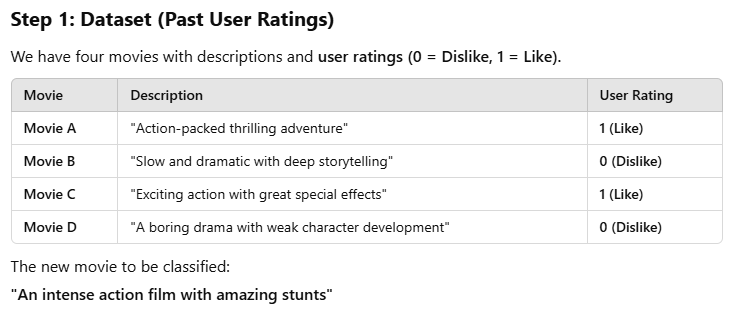 Step 1: Dataset (Past User Ratings)
We have four movies with descriptions and user ratings (0 = Dislike, 1 = Like).
Movie Description User Rating
Movie A "Action-packed thrilling adventure" 1 (Like)
Movie B "Slow and dramatic with deep storytelling" 0 (Dislike)
Movie C "Exciting action with great special effects" 1 (Like)
Movie D "A boring drama with weak character development" 0 (Dislike)
The new movie to be classified:
"An intense action film with amazing stunts"